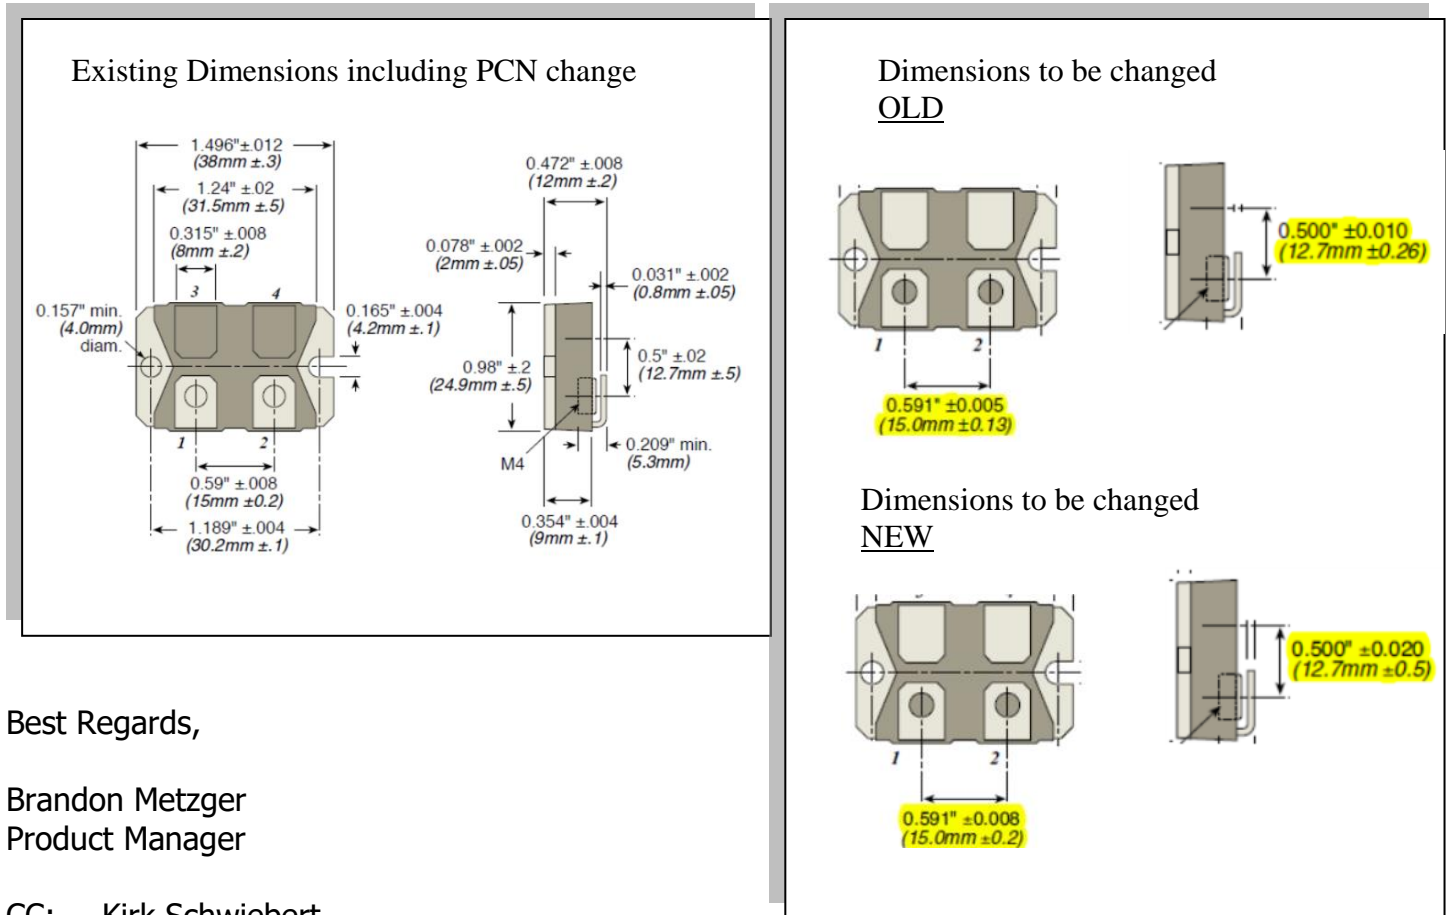 Existing Dimensions including PCN change
1.496"±.012
(38mm ±.3)
1.24" ±.02
(31.5mm ±.5)
0.315" ±.008
(8mm ±.2)
3 4
0.157" min.
(4.0mm)
diam.
0.165" ±.004
(4.2mm ±.1)
1 2
0.59" ±.008
(15mm ±0.2)
1.189" ±.004
(30.2mm ±.1)
0.472" ±.008
(12mm ±.2)
0.078" ±.002
(2mm ±.05)
0.031" ±.002
(0.8mm ±.05)
0.98" ±.2
(24.9mm ±.5)
0.5" ±.02
(12.7mm ±.5)
M4
0.209" min.
(5.3mm)
0.354" ±.004
(9mm ±.1)
Dimensions to be changed
OLD
0.500" ±0.010
(12.7mm ±0.26)
1 2
0.591" ±0.005
(15.0mm ±0.13)
Dimensions to be changed
NEW
0.500" ±0.020
(12.7mm ±0.5)
1 2
0.591" ±0.008
(15.0mm ±0.2)
Best Regards,
Brandon Metzger
Product Manager
CC: Kirk Schwiebert